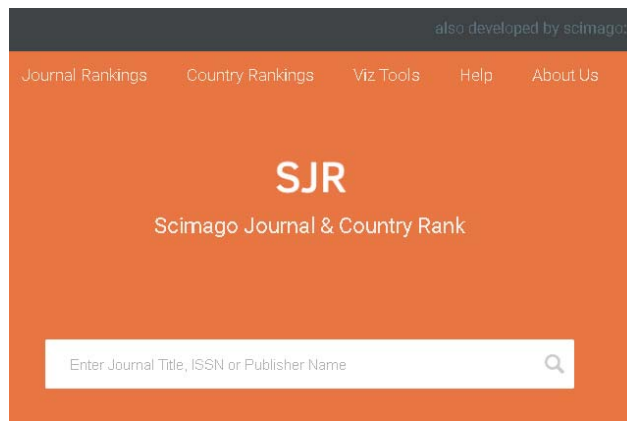 also developed by scimago:
Journal Rankings Country Rankings Viz Tools Help About Us
SJR
Scimago Journal & Country Rank
Enter Journal Title, ISSN or Publisher Name